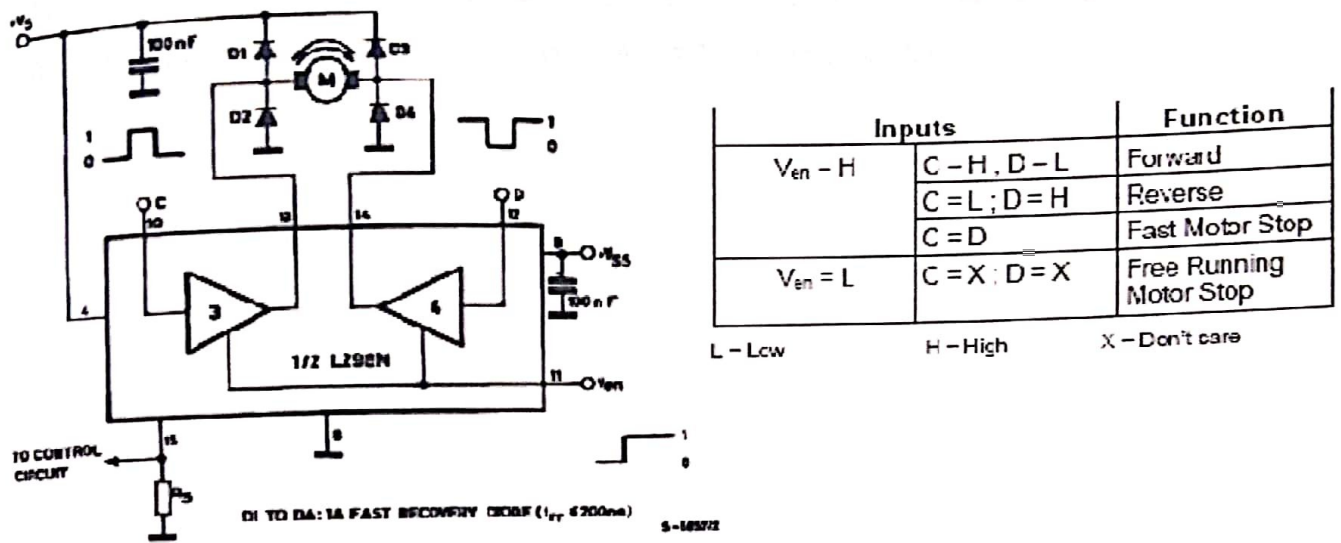 +Vs
100nF
D1
D3
M
D2
D4
1
0
1
0
C
10
13
14
D
12
9
+VSS
100nF
4
3
4
1/2 L298N
11
Ven
15
8
TO CONTROL
CIRCUIT
RS
1
0
D1 TO D4: 1A FAST RECOVERY DIODE (trr ≤ 200ns)
Inputs
Function
Ven – H
C – H , D – L
Forward
C = L ; D = H
Reverse
C = D
Fast Motor Stop
Ven = L
C = X ; D = X
Free Running
Motor Stop
L – Low
H – High
X – Don't care